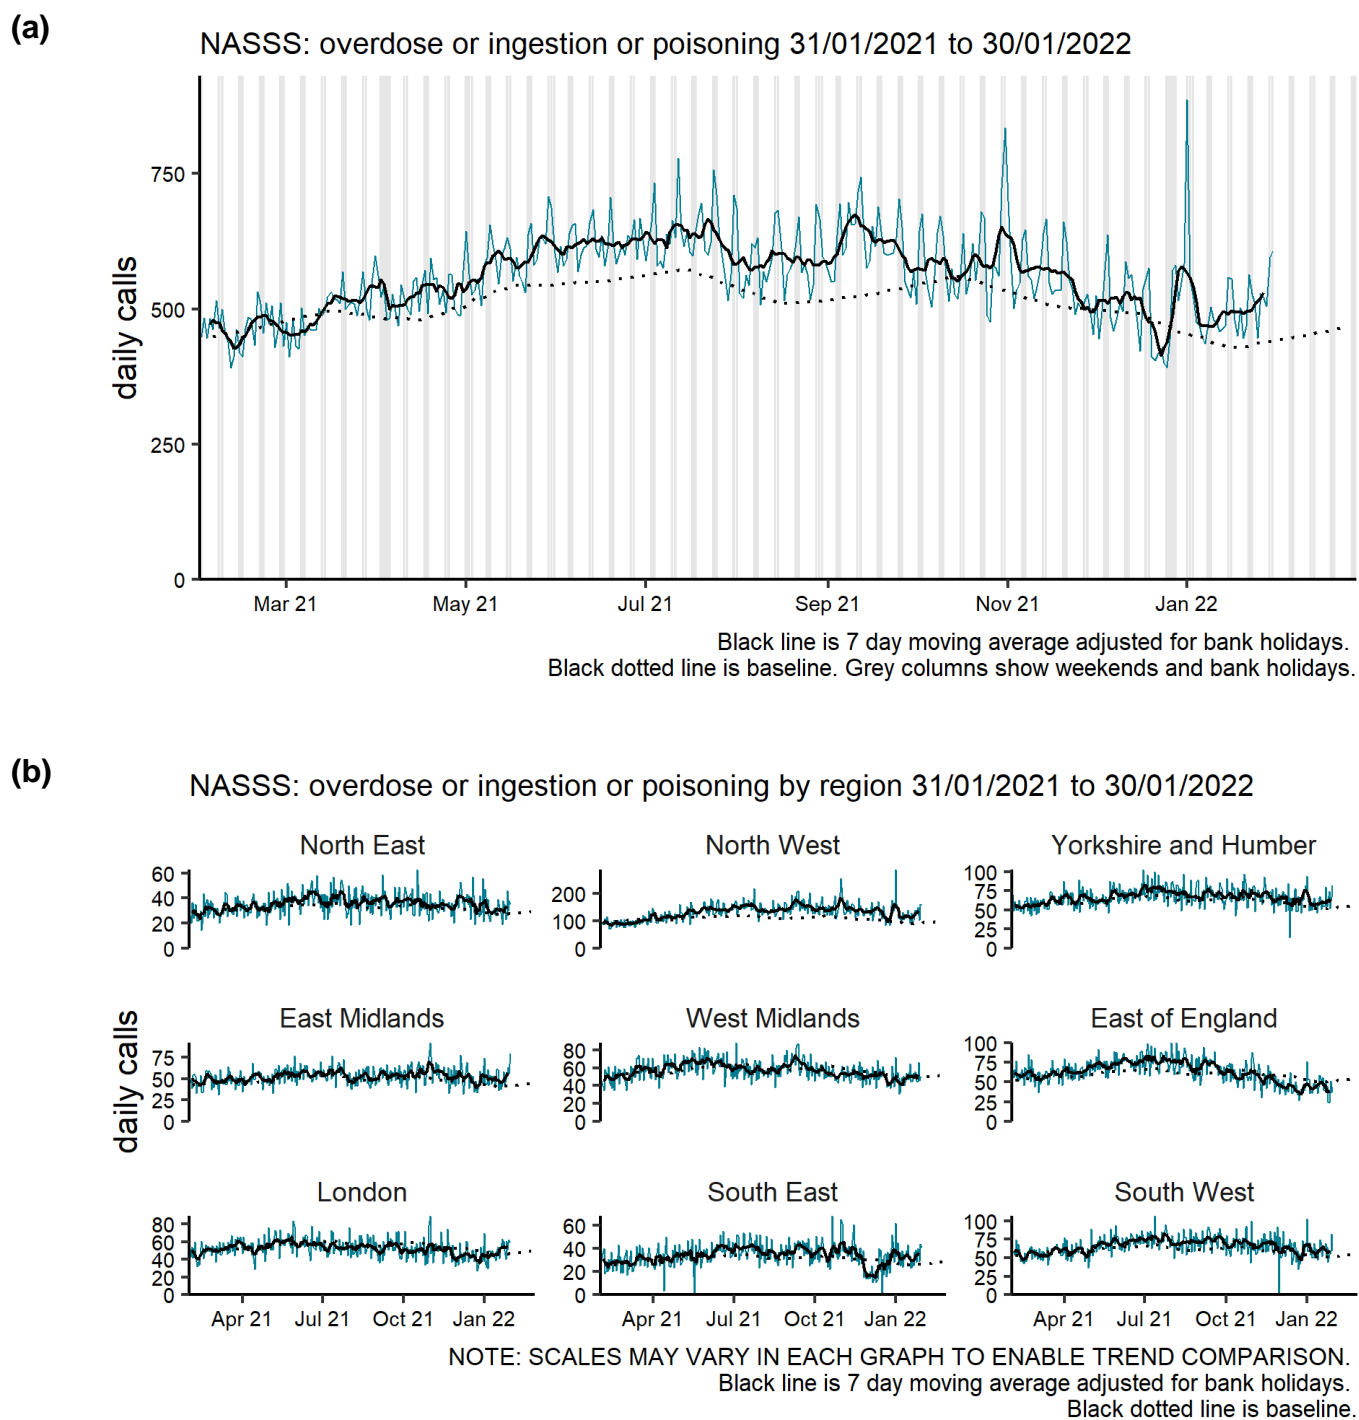 (a)
NASSS: overdose or ingestion or poisoning 31/01/2021 to 30/01/2022
daily calls
750
500
250
0
Mar 21 May 21 Jul 21 Sep 21 Nov 21 Jan 22
Black line is 7 day moving average adjusted for bank holidays.
Black dotted line is baseline. Grey columns show weekends and bank holidays.
(b)
NASSS: overdose or ingestion or poisoning by region 31/01/2021 to 30/01/2022
daily calls
North East
60
40
20
0
North West
200
100
0
Yorkshire and Humber
100
75
50
25
0
East Midlands
75
50
25
0
West Midlands
80
60
40
20
0
East of England
100
75
50
25
0
London
80
60
40
20
0
Apr 21 Jul 21 Oct 21 Jan 22
South East
60
40
20
0
Apr 21 Jul 21 Oct 21 Jan 22
South West
100
75
50
25
0
Apr 21 Jul 21 Oct 21 Jan 22
NOTE: SCALES MAY VARY IN EACH GRAPH TO ENABLE TREND COMPARISON.
Black line is 7 day moving average adjusted for bank holidays.
Black dotted line is baseline.